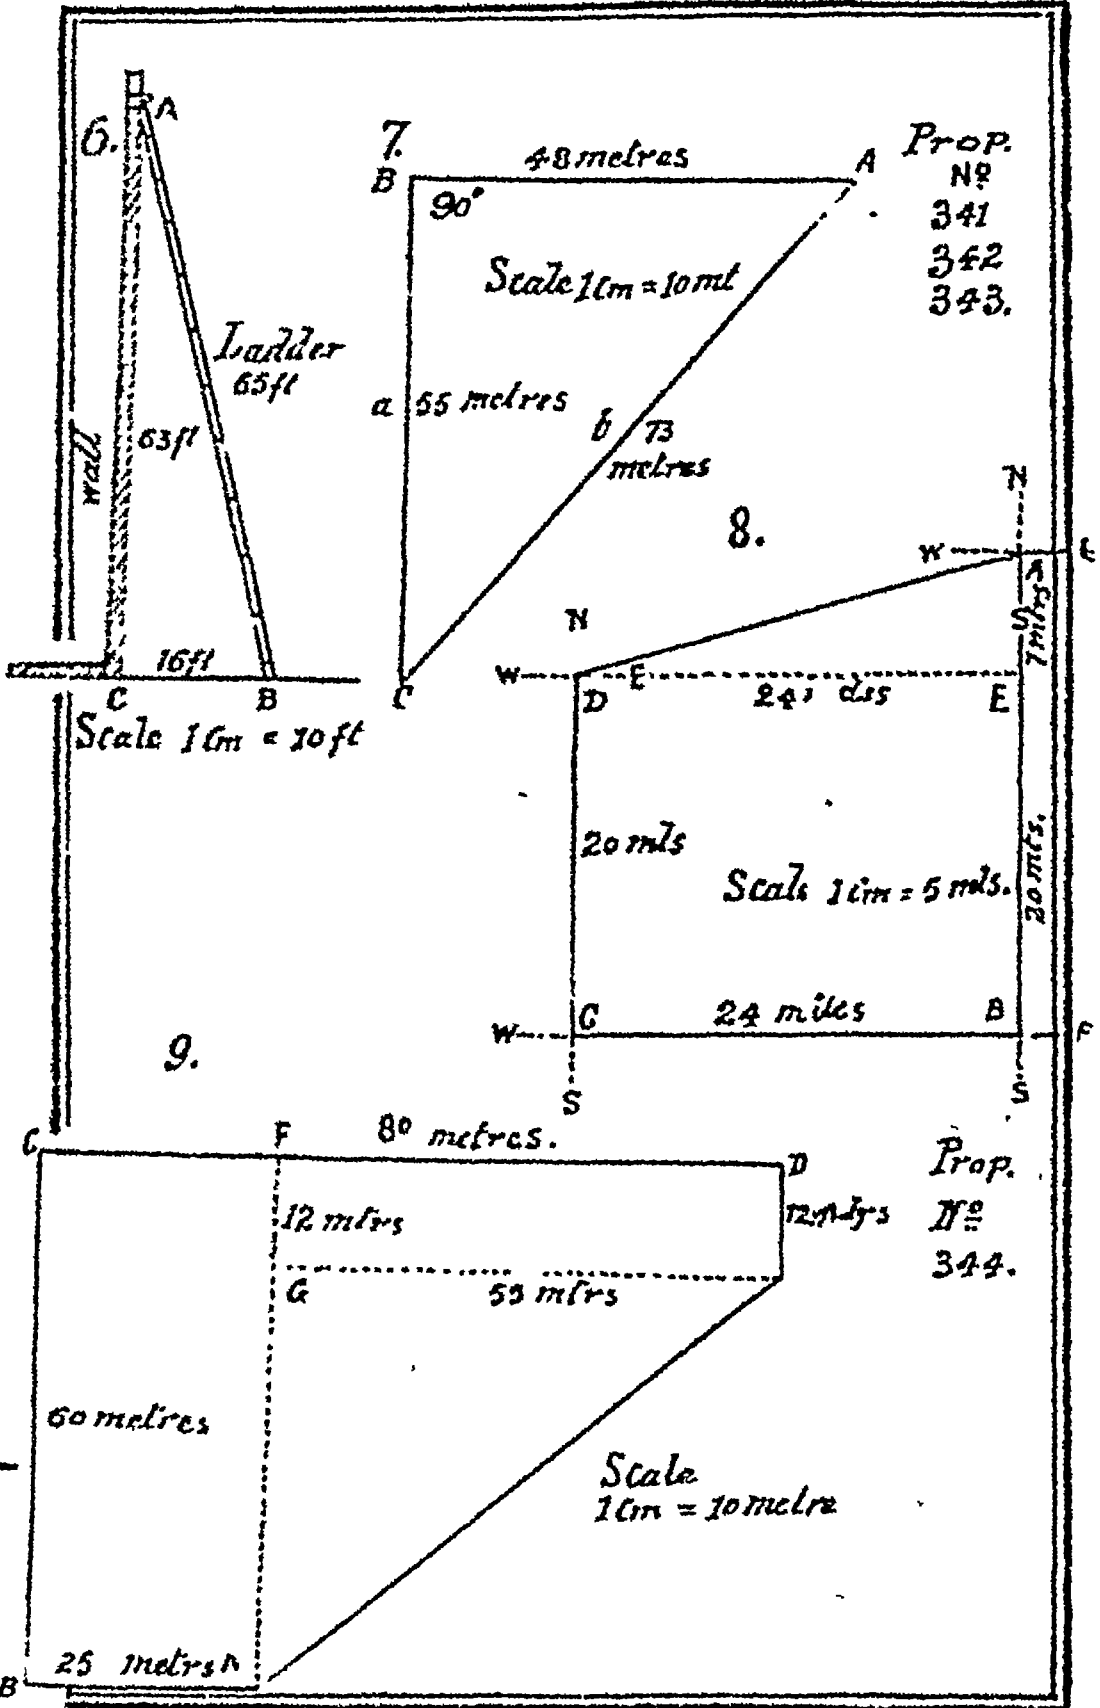 6.
A
Ladder
65ft
63ft
wall
16ft
C
B
Scale 1Cm = 10ft
7.
B
48 metres
A
90°
Scale 1Cm = 10mt
a
55 metres
b
73
metres
C
Prop.
Nº
341
342
343.
8.
N
W
A
S
N
W
D
E
24
E
20 mls
Scale 1Cm = 5 mls.
20 mts.
W
C
24 miles
B
S
S
9.
C
F
80 metres.
D
12 mtrs
G
55 mtrs
60 metres
Scale
1Cm = 10 metre
B
25 metrs A
Prop.
Nº
344.